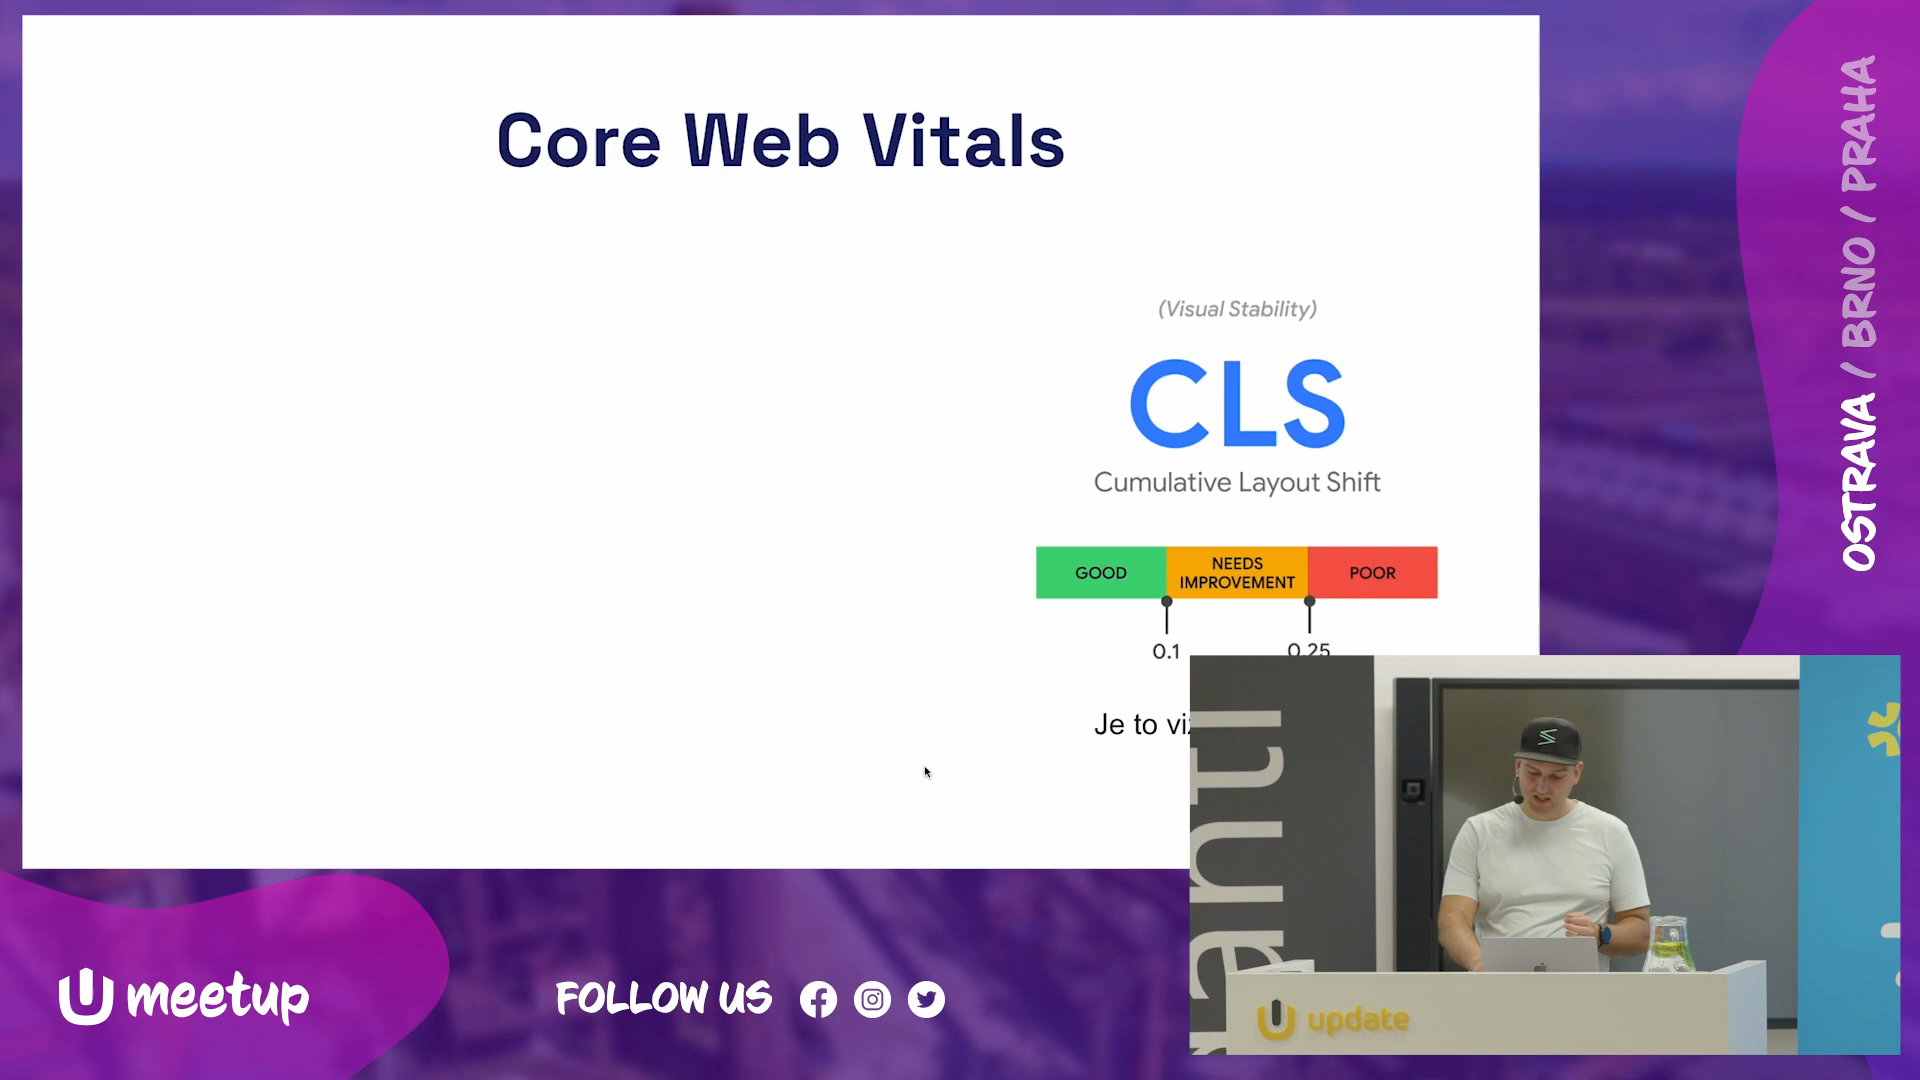 Core Web Vitals
(Visual Stability)
CLS
Cumulative Layout Shift
GOOD
NEEDS
IMPROVEMENT
POOR
0.1
0.25
Je to
OSTRAVA / BRNO / PRAHA
meetup
FOLLOW US
update